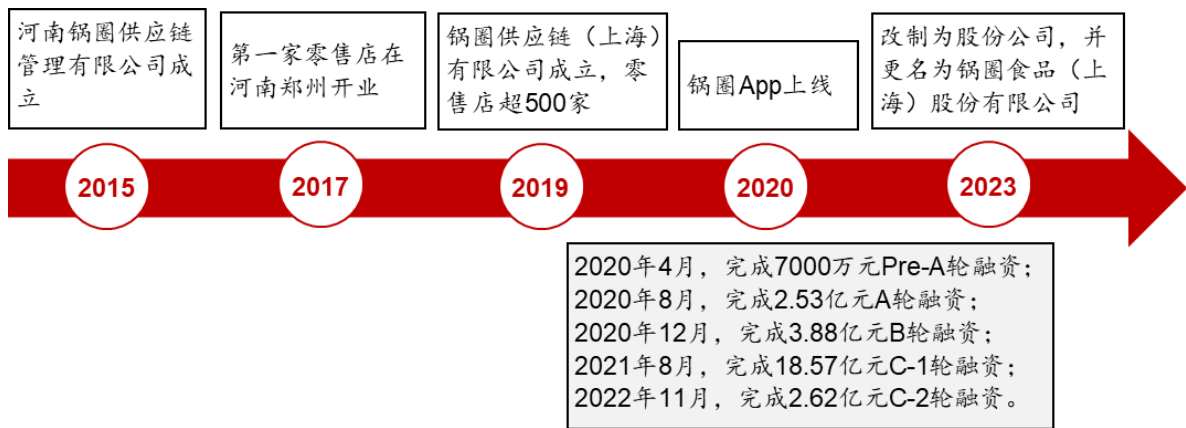 河南锅圈供应链
管理有限公司成
立
第一家零售店在
河南郑州开业
锅圈供应链（上海）
有限公司成立，零
售店超500家
锅圈App上线
改制为股份公司，并
更名为锅圈食品（上
海）股份有限公司
2015
2017
2019
2020
2023
2020年4月，完成7000万元Pre-A轮融资；
2020年8月，完成2.53亿元A轮融资；
2020年12月，完成3.88亿元B轮融资；
2021年8月，完成18.57亿元C-1轮融资；
2022年11月，完成2.62亿元C-2轮融资。